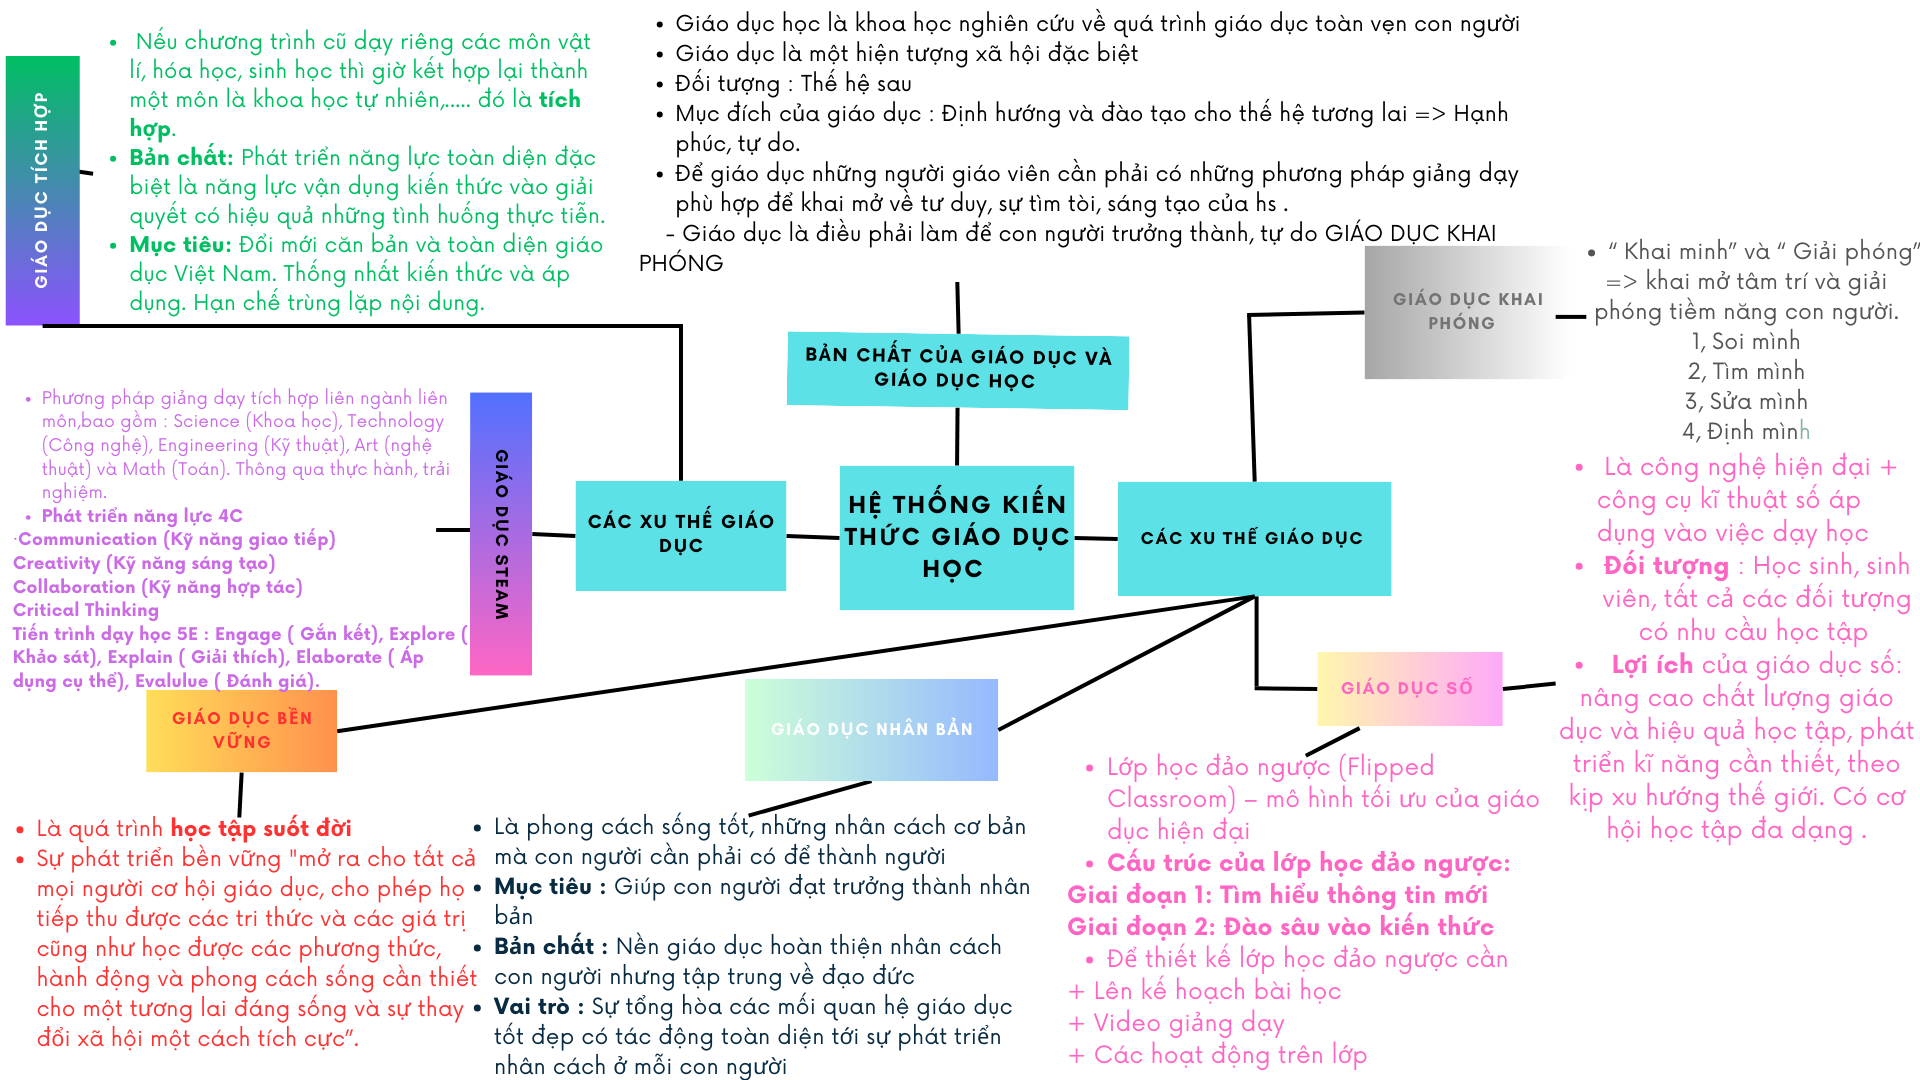 GIÁO DỤC TÍCH HỢP
Nếu chương trình cũ dạy riêng các môn vật
lí, hóa học, sinh học thì giờ kết hợp lại thành
một môn là khoa học tự nhiên,..... đó là tích
hợp.
Bản chất: Phát triển năng lực toàn diện đặc
biệt là năng lực vận dụng kiến thức vào giải
quyết có hiệu quả những tình huống thực tiễn.
Mục tiêu: Đổi mới căn bản và toàn diện giáo
dục Việt Nam. Thống nhất kiến thức và áp
dụng. Hạn chế trùng lặp nội dung.
Giáo dục học là khoa học nghiên cứu về quá trình giáo dục toàn vẹn con người
Giáo dục là một hiện tượng xã hội đặc biệt
Đối tượng : Thế hệ sau
Mục đích của giáo dục : Định hướng và đào tạo cho thế hệ tương lai => Hạnh
phúc, tự do.
Để giáo dục những người giáo viên cần phải có những phương pháp giảng dạy
phù hợp để khai mở về tư duy, sự tìm tòi, sáng tạo của hs .
- Giáo dục là điều phải làm để con người trưởng thành, tự do GIÁO DỤC KHAI
PHÓNG
GIÁO DỤC KHAI
PHÓNG
“ Khai minh” và “ Giải phóng”
=> khai mở tâm trí và giải
phóng tiềm năng con người.
1, Soi mình
2, Tìm mình
3, Sửa mình
4, Định mình
BẢN CHẤT CỦA GIÁO DỤC VÀ
GIÁO DỤC HỌC
Phương pháp giảng dạy tích hợp liên ngành liên
môn,bao gồm : Science (Khoa học), Technology
(Công nghệ), Engineering (Kỹ thuật), Art (nghệ
thuật) và Math (Toán). Thông qua thực hành, trải
nghiệm.
Phát triển năng lực 4C
·Communication (Kỹ năng giao tiếp)
Creativity (Kỹ năng sáng tạo)
Collaboration (Kỹ năng hợp tác)
Critical Thinking
Tiến trình dạy học 5E : Engage ( Gắn kết), Explore (
Khảo sát), Explain ( Giải thích), Elaborate ( Áp
dụng cụ thể), Evalulue ( Đánh giá).
GIÁO DỤC STEAM
CÁC XU THẾ GIÁO
DỤC
HỆ THỐNG KIẾN
THỨC GIÁO DỤC
HỌC
CÁC XU THẾ GIÁO DỤC
Là công nghệ hiện đại +
công cụ kĩ thuật số áp
dụng vào việc dạy học
Đối tượng : Học sinh, sinh
viên, tất cả các đối tượng
có nhu cầu học tập
Lợi ích của giáo dục số:
nâng cao chất lượng giáo
dục và hiệu quả học tập, phát
triển kĩ năng cần thiết, theo
kịp xu hướng thế giới. Có cơ
hội học tập đa dạng .
GIÁO DỤC SỐ
GIÁO DỤC BỀN
VỮNG
GIÁO DỤC NHÂN BẢN
Là quá trình học tập suốt đời
Sự phát triển bền vững "mở ra cho tất cả
mọi người cơ hội giáo dục, cho phép họ
tiếp thu được các tri thức và các giá trị
cũng như học được các phương thức,
hành động và phong cách sống cần thiết
cho một tương lai đáng sống và sự thay
đổi xã hội một cách tích cực”.
Là phong cách sống tốt, những nhân cách cơ bản
mà con người cần phải có để thành người
Mục tiêu : Giúp con người đạt trưởng thành nhân
bản
Bản chất : Nền giáo dục hoàn thiện nhân cách
con người nhưng tập trung về đạo đức
Vai trò : Sự tổng hòa các mối quan hệ giáo dục
tốt đẹp có tác động toàn diện tới sự phát triển
nhân cách ở mỗi con người
Lớp học đảo ngược (Flipped
Classroom) – mô hình tối ưu của giáo
dục hiện đại
Cấu trúc của lớp học đảo ngược:
Giai đoạn 1: Tìm hiểu thông tin mới
Giai đoạn 2: Đào sâu vào kiến thức
Để thiết kế lớp học đảo ngược cần
+ Lên kế hoạch bài học
+ Video giảng dạy
+ Các hoạt động trên lớp